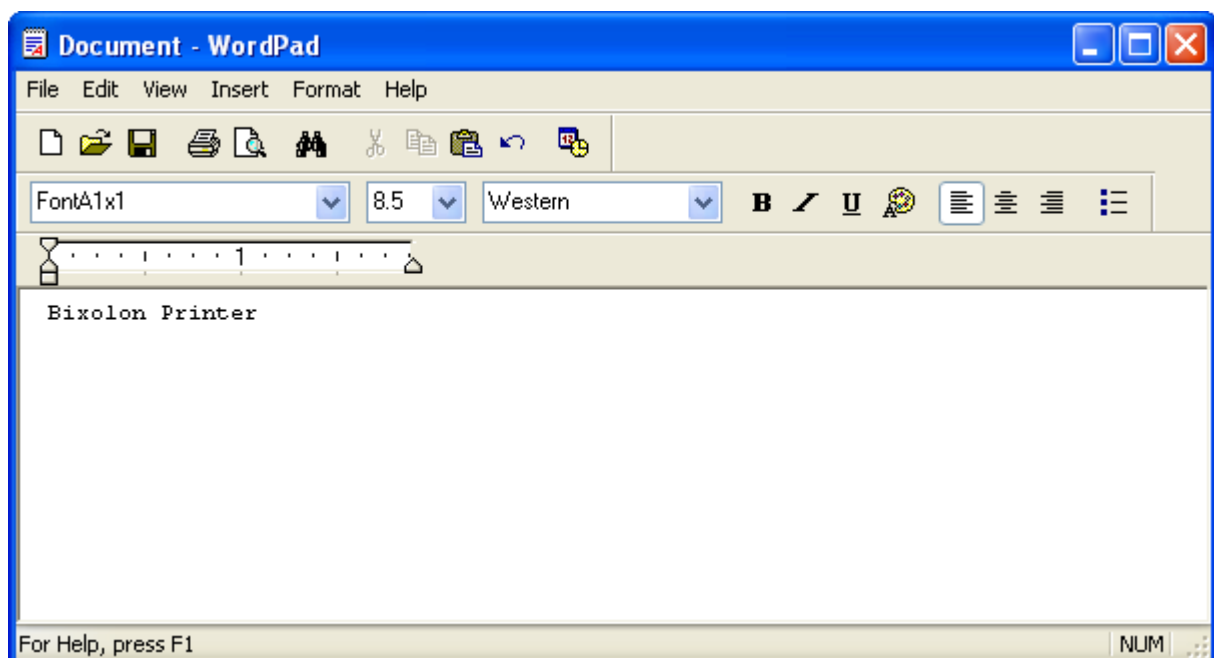 Document - WordPad
File Edit View Insert Format Help
FontA1x1 8.5 Western B I U
1
Bixolon Printer
For Help, press F1 NUM